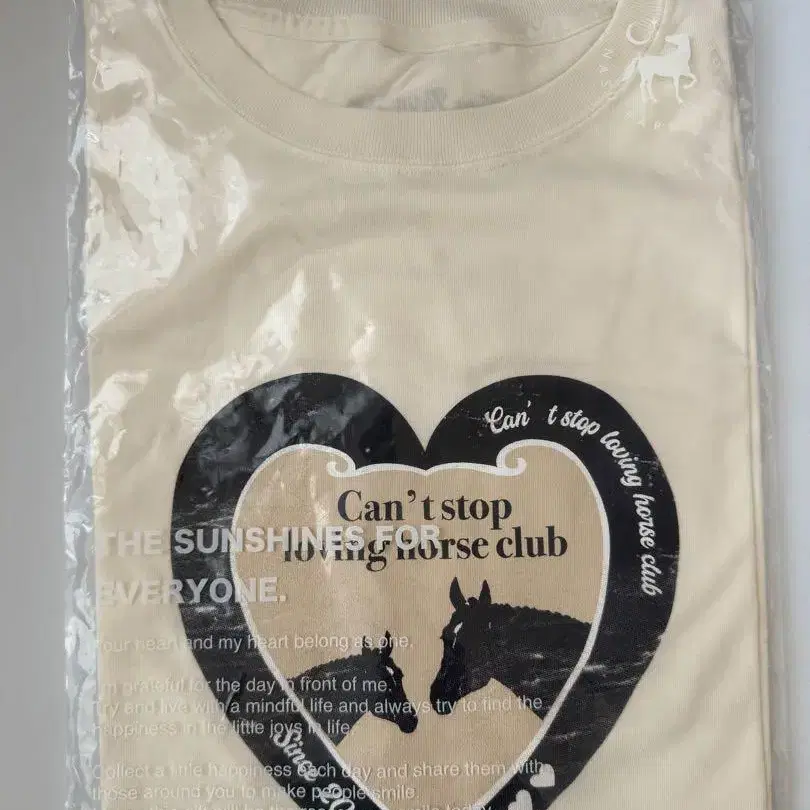 Can't stop loving horse club
Can't stop
loving horse club
THE SUNSHINES FOR
EVERYONE.
Your heart and my heart belong as one.
I'm grateful for the day in front of me.
Try and live with a mindful life and always try to find the
happiness in the little joys in life.
Since
Collect a little happiness each day and share them with
those around you to make people smile.